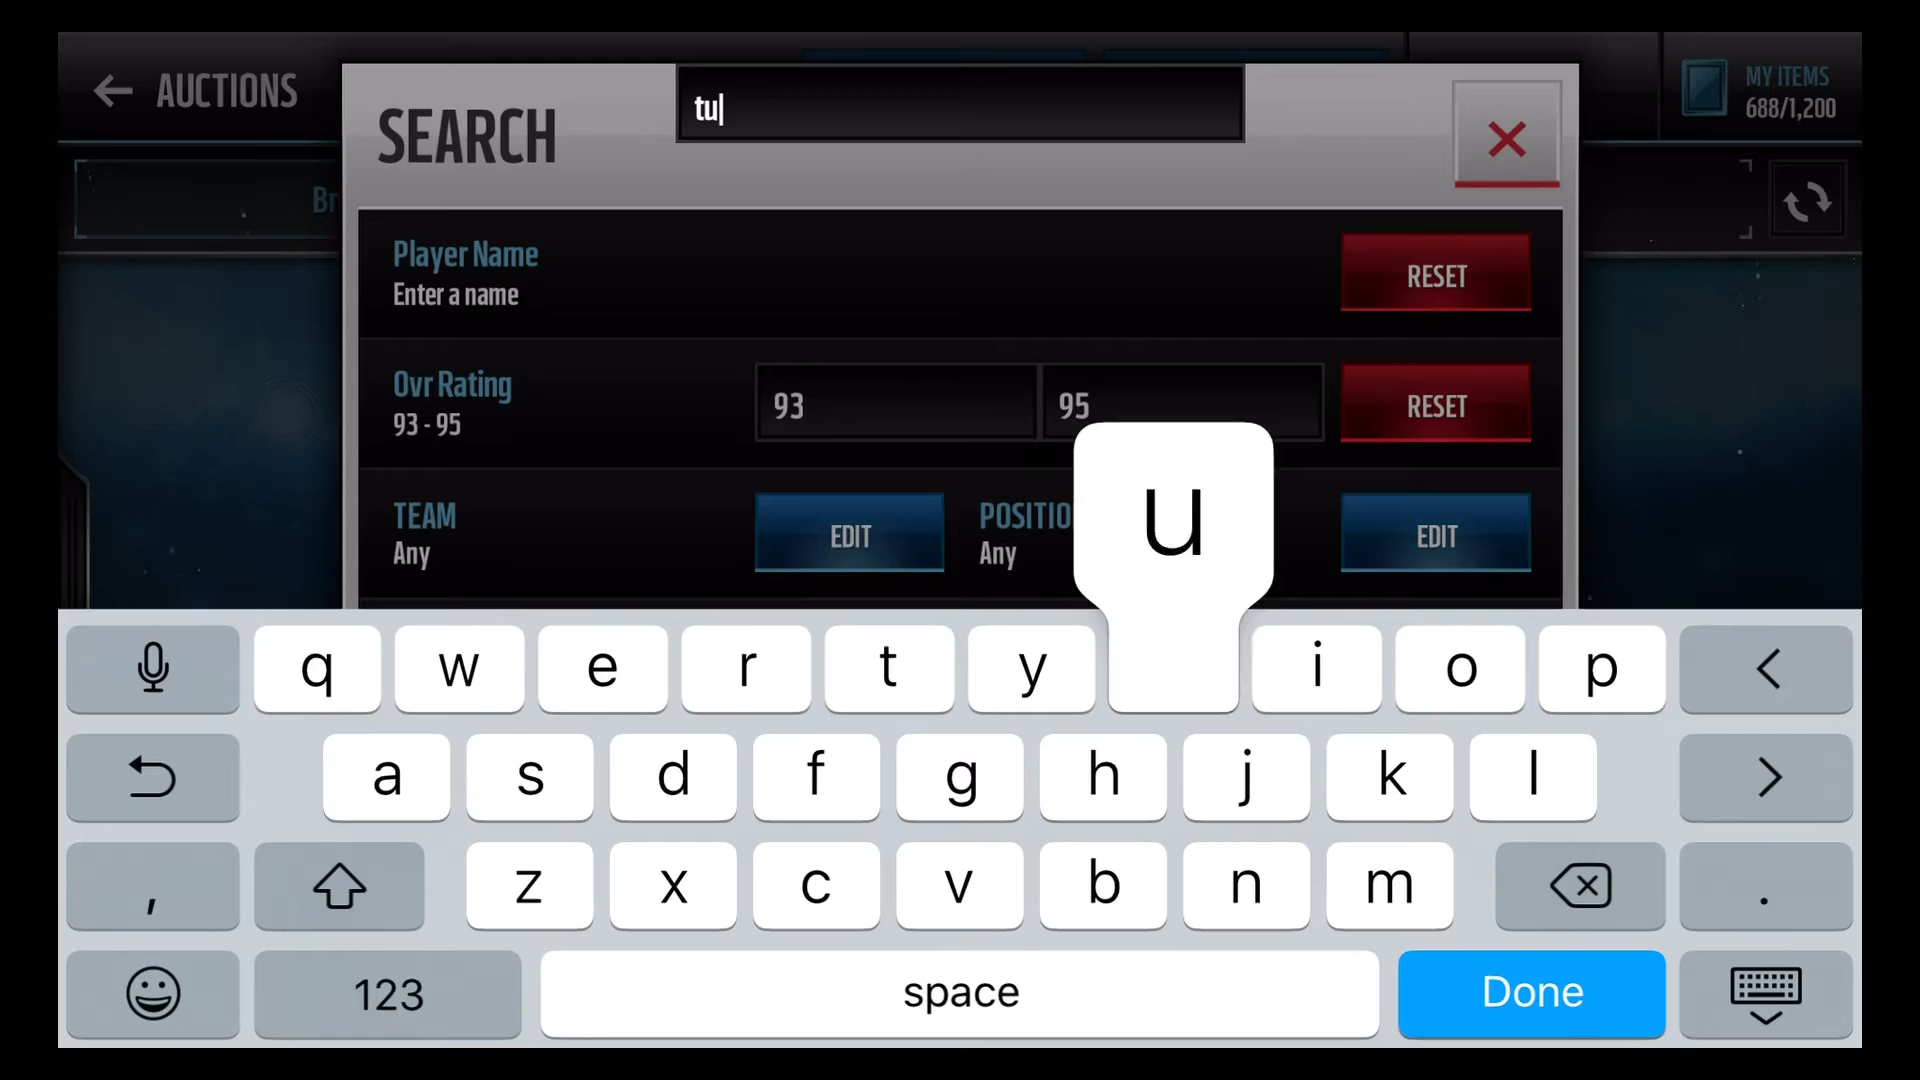 AUCTIONS
SEARCH
tu
MY ITEMS
688/1,200
Br
Player Name
Enter a name
RESET
Ovr Rating
93 - 95
93
95
RESET
TEAM
Any
EDIT
POSITIO
Any
EDIT
u
q w e r t y i o p
a s d f g h j k l
, z x c v b n m .
123 space Done